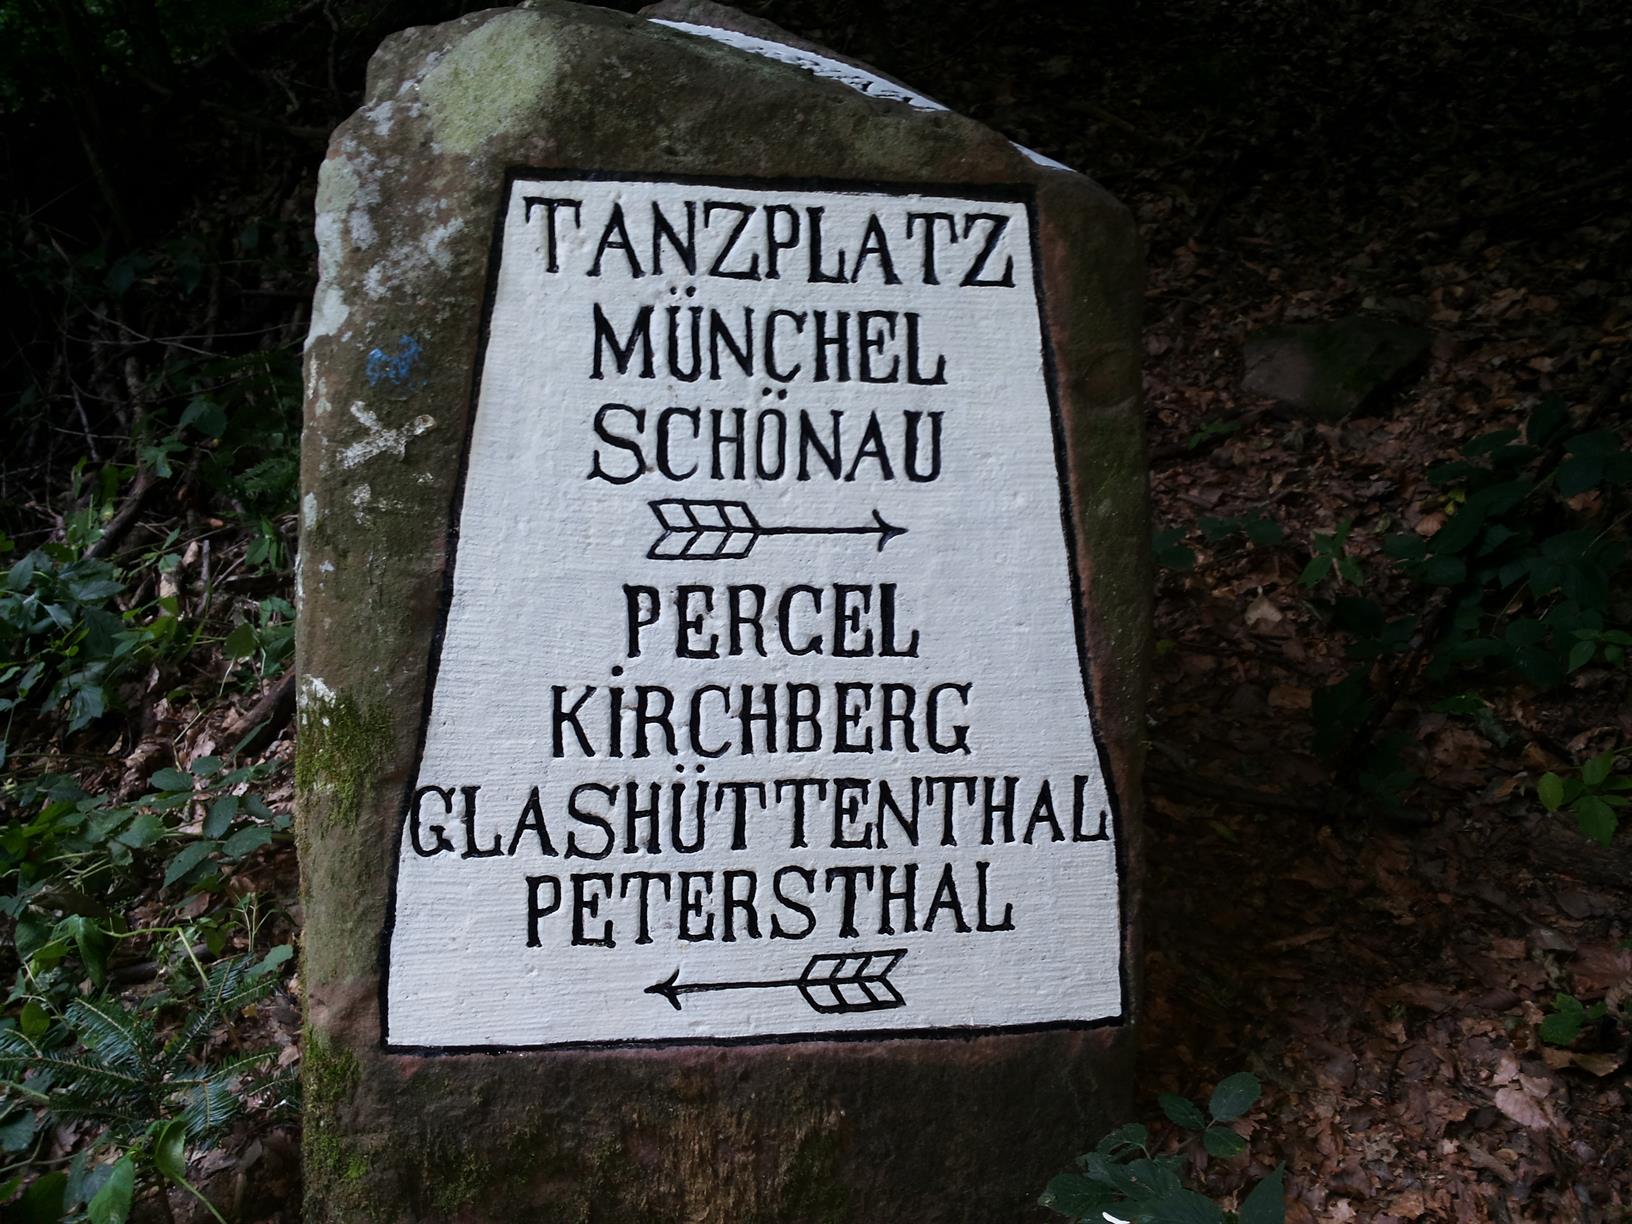 TANZPLATZ
MÜNCHEL
SCHÖNAU
PERCEL
KIRCHBERG
GLASHÜTTENTHAL
PETERSTHAL